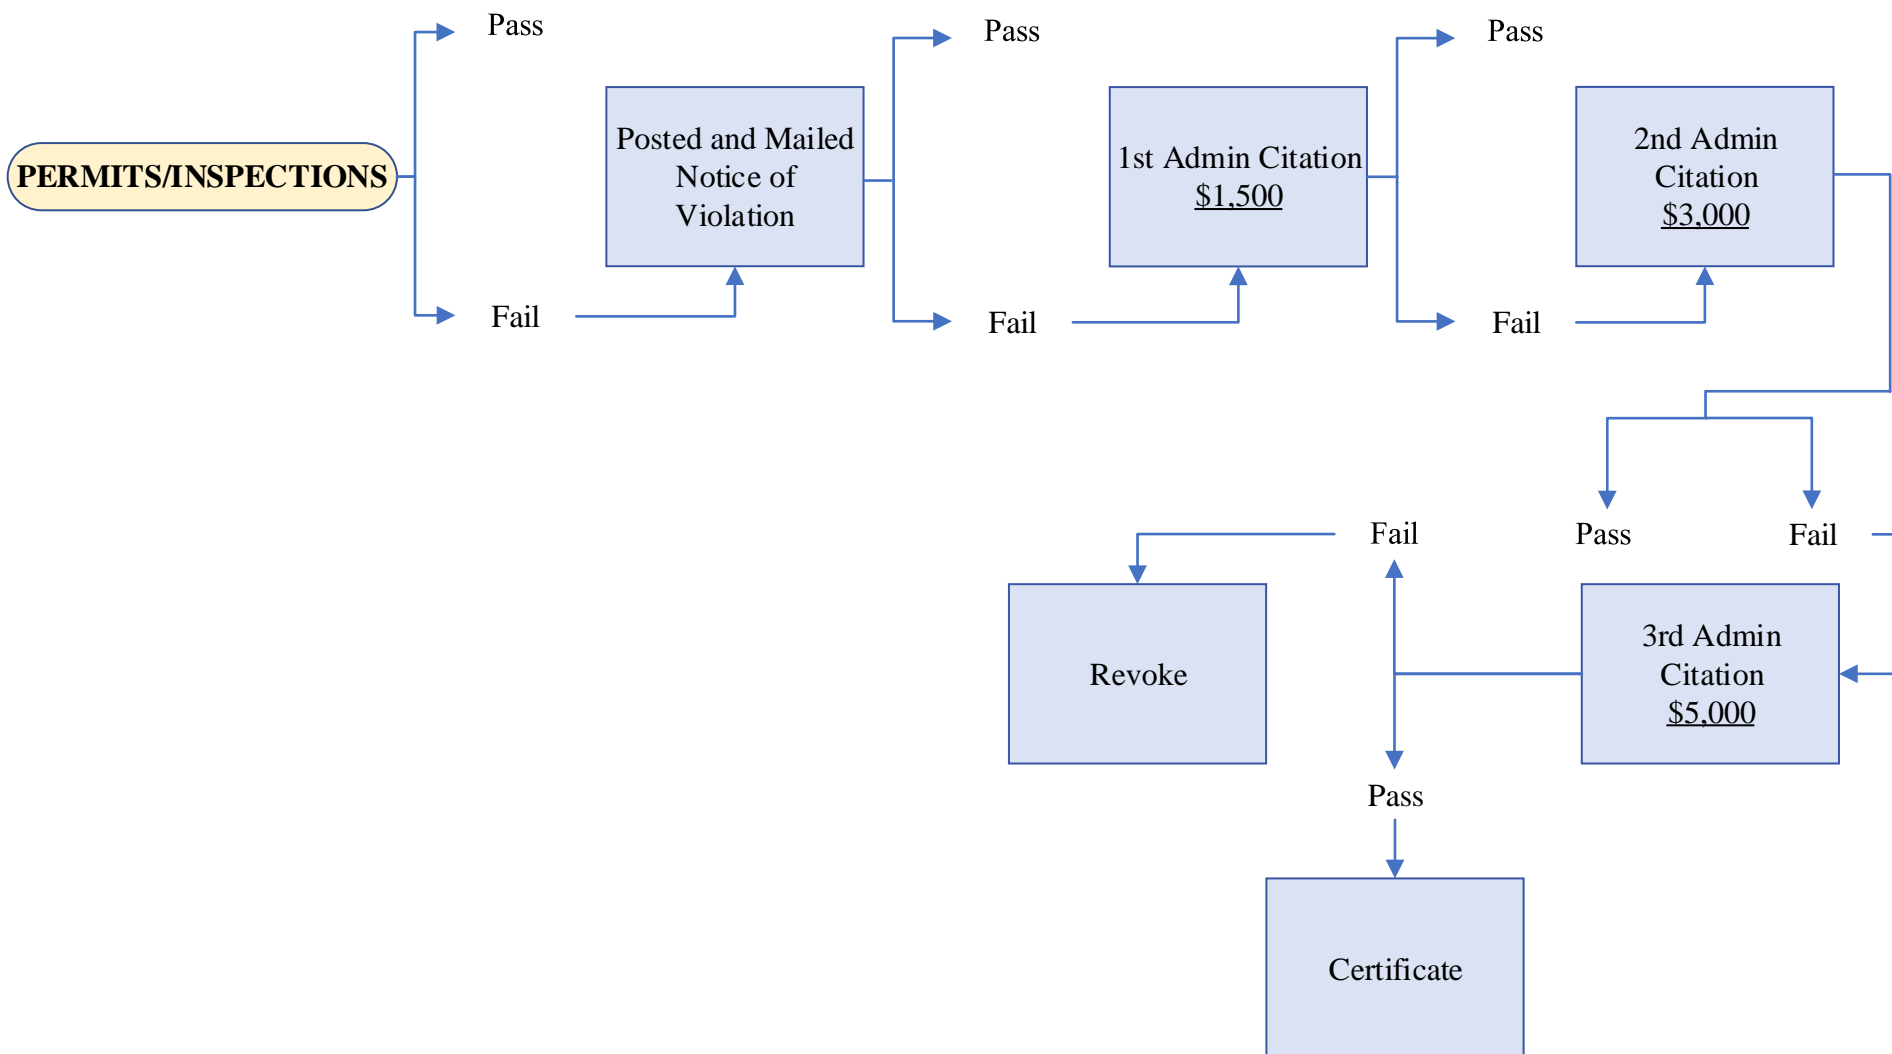 Pass
Pass
Pass
PERMITS/INSPECTIONS
Posted and Mailed
Notice of
Violation
1st Admin Citation
$1,500
2nd Admin
Citation
$3,000
Fail
Fail
Fail
Fail
Pass
Fail
Revoke
3rd Admin
Citation
$5,000
Pass
Certificate